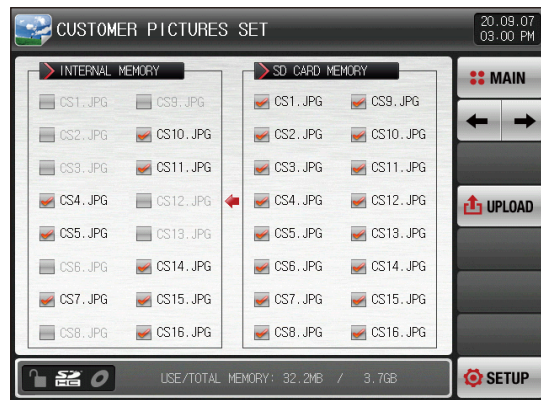 CUSTOMER PICTURES SET
20.09.07
03:00 PM
INTERNAL MEMORY
CS1.JPG CS9.JPG
CS2.JPG CS10.JPG
CS3.JPG CS11.JPG
CS4.JPG CS12.JPG
CS5.JPG CS13.JPG
CS6.JPG CS14.JPG
CS7.JPG CS15.JPG
CS8.JPG CS16.JPG
SD CARD MEMORY
CS1.JPG CS9.JPG
CS2.JPG CS10.JPG
CS3.JPG CS11.JPG
CS4.JPG CS12.JPG
CS5.JPG CS13.JPG
CS6.JPG CS14.JPG
CS7.JPG CS15.JPG
CS8.JPG CS16.JPG
MAIN
UPLOAD
SETUP
SD HC
USE/TOTAL MEMORY: 32.2MB / 3.7GB